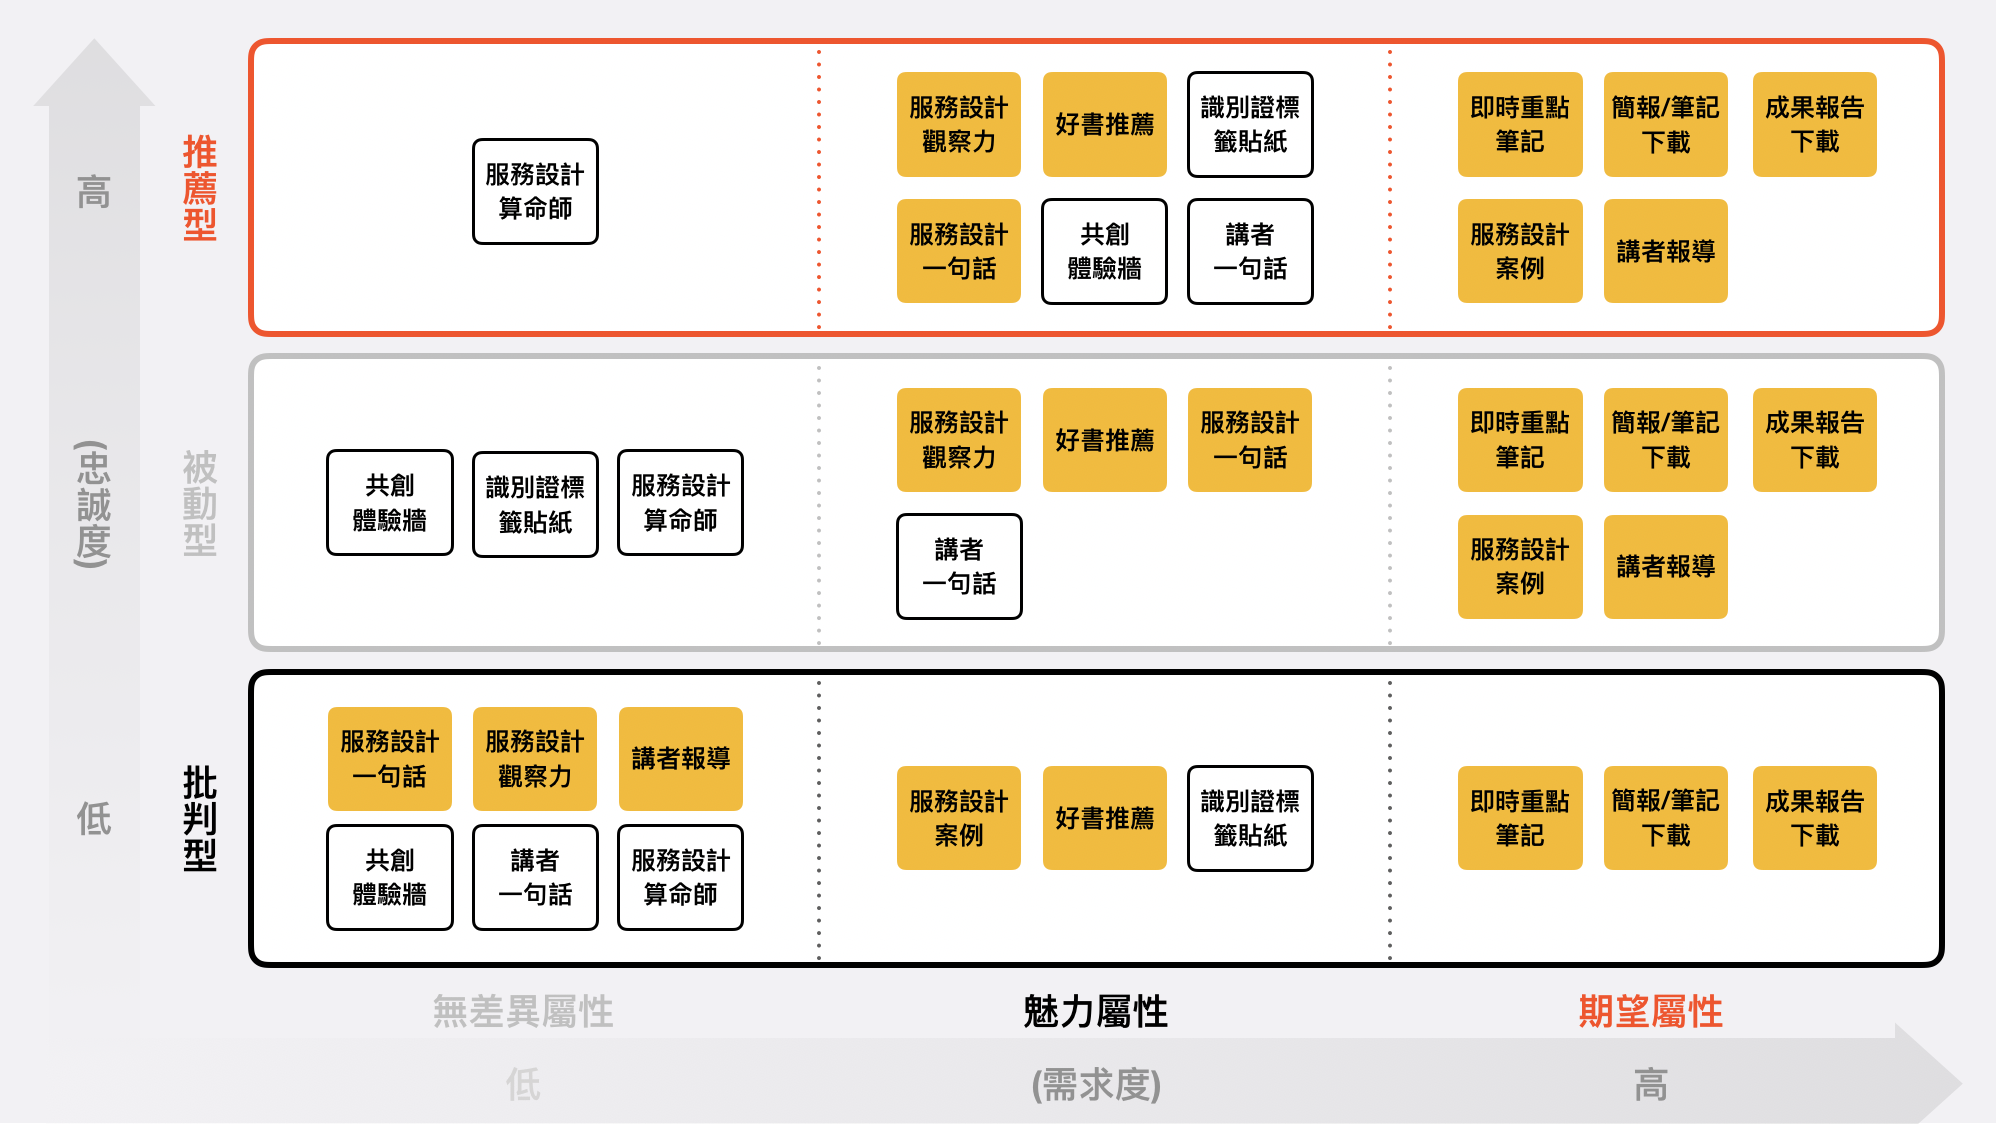 高
(忠誠度)
低
推薦型
服務設計
算命師
服務設計
觀察力
好書推薦
識別證標
籤貼紙
服務設計
一句話
共創
體驗牆
講者
一句話
即時重點
筆記
簡報/筆記
下載
成果報告
下載
服務設計
案例
講者報導
被動型
共創
體驗牆
識別證標
籤貼紙
服務設計
算命師
服務設計
觀察力
好書推薦
服務設計
一句話
講者
一句話
即時重點
筆記
簡報/筆記
下載
成果報告
下載
服務設計
案例
講者報導
批判型
服務設計
一句話
服務設計
觀察力
講者報導
共創
體驗牆
講者
一句話
服務設計
算命師
服務設計
案例
好書推薦
識別證標
籤貼紙
即時重點
筆記
簡報/筆記
下載
成果報告
下載
無差異屬性
魅力屬性
期望屬性
低
(需求度)
高